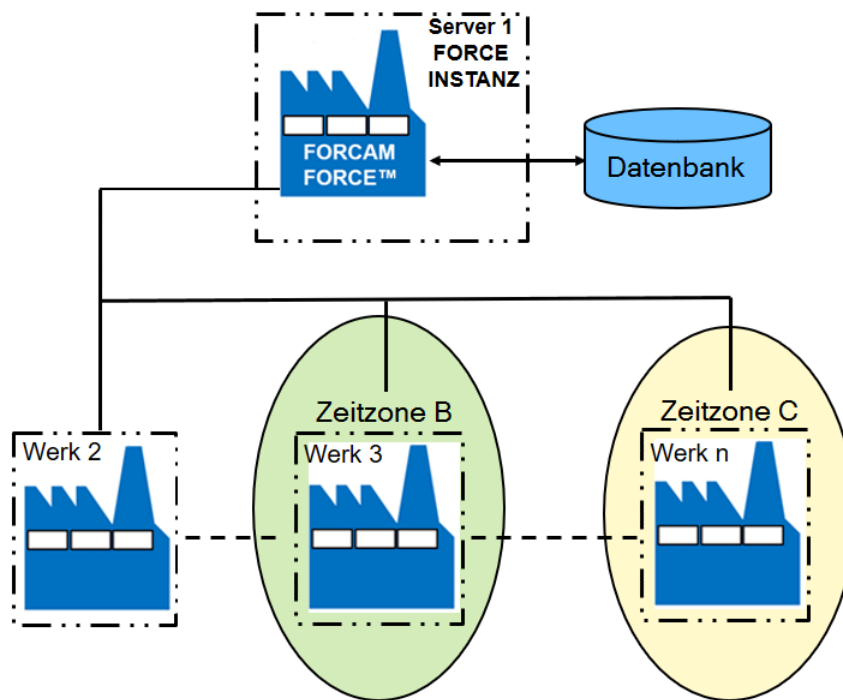 Server 1
FORCE
INSTANZ
FORCAM
FORCE™
Datenbank
Zeitzone B
Zeitzone C
Werk 2
Werk 3
Werk n